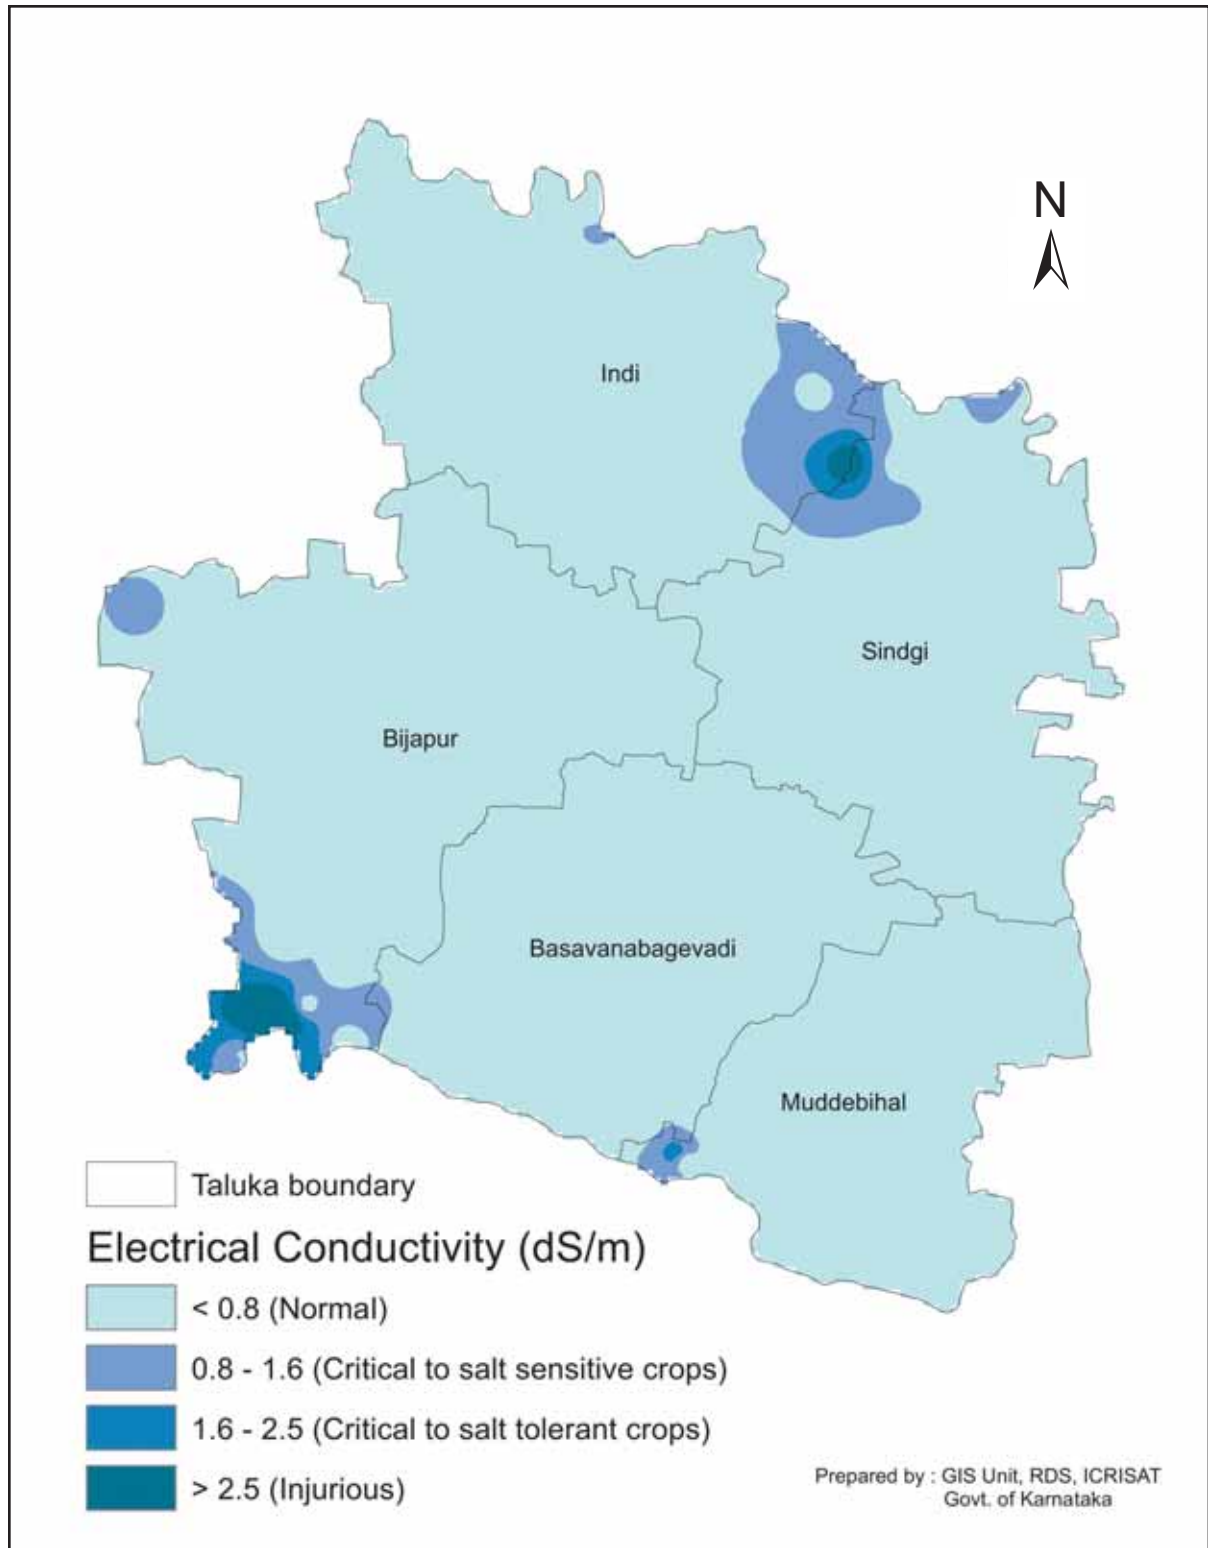 N
Indi
Sindgi
Bijapur
Basavanabagevadi
Muddebihal
Taluka boundary
Electrical Conductivity (dS/m)
< 0.8 (Normal)
0.8 - 1.6 (Critical to salt sensitive crops)
1.6 - 2.5 (Critical to salt tolerant crops)
> 2.5 (Injurious)
Prepared by : GIS Unit, RDS, ICRISAT
Govt. of Karnataka